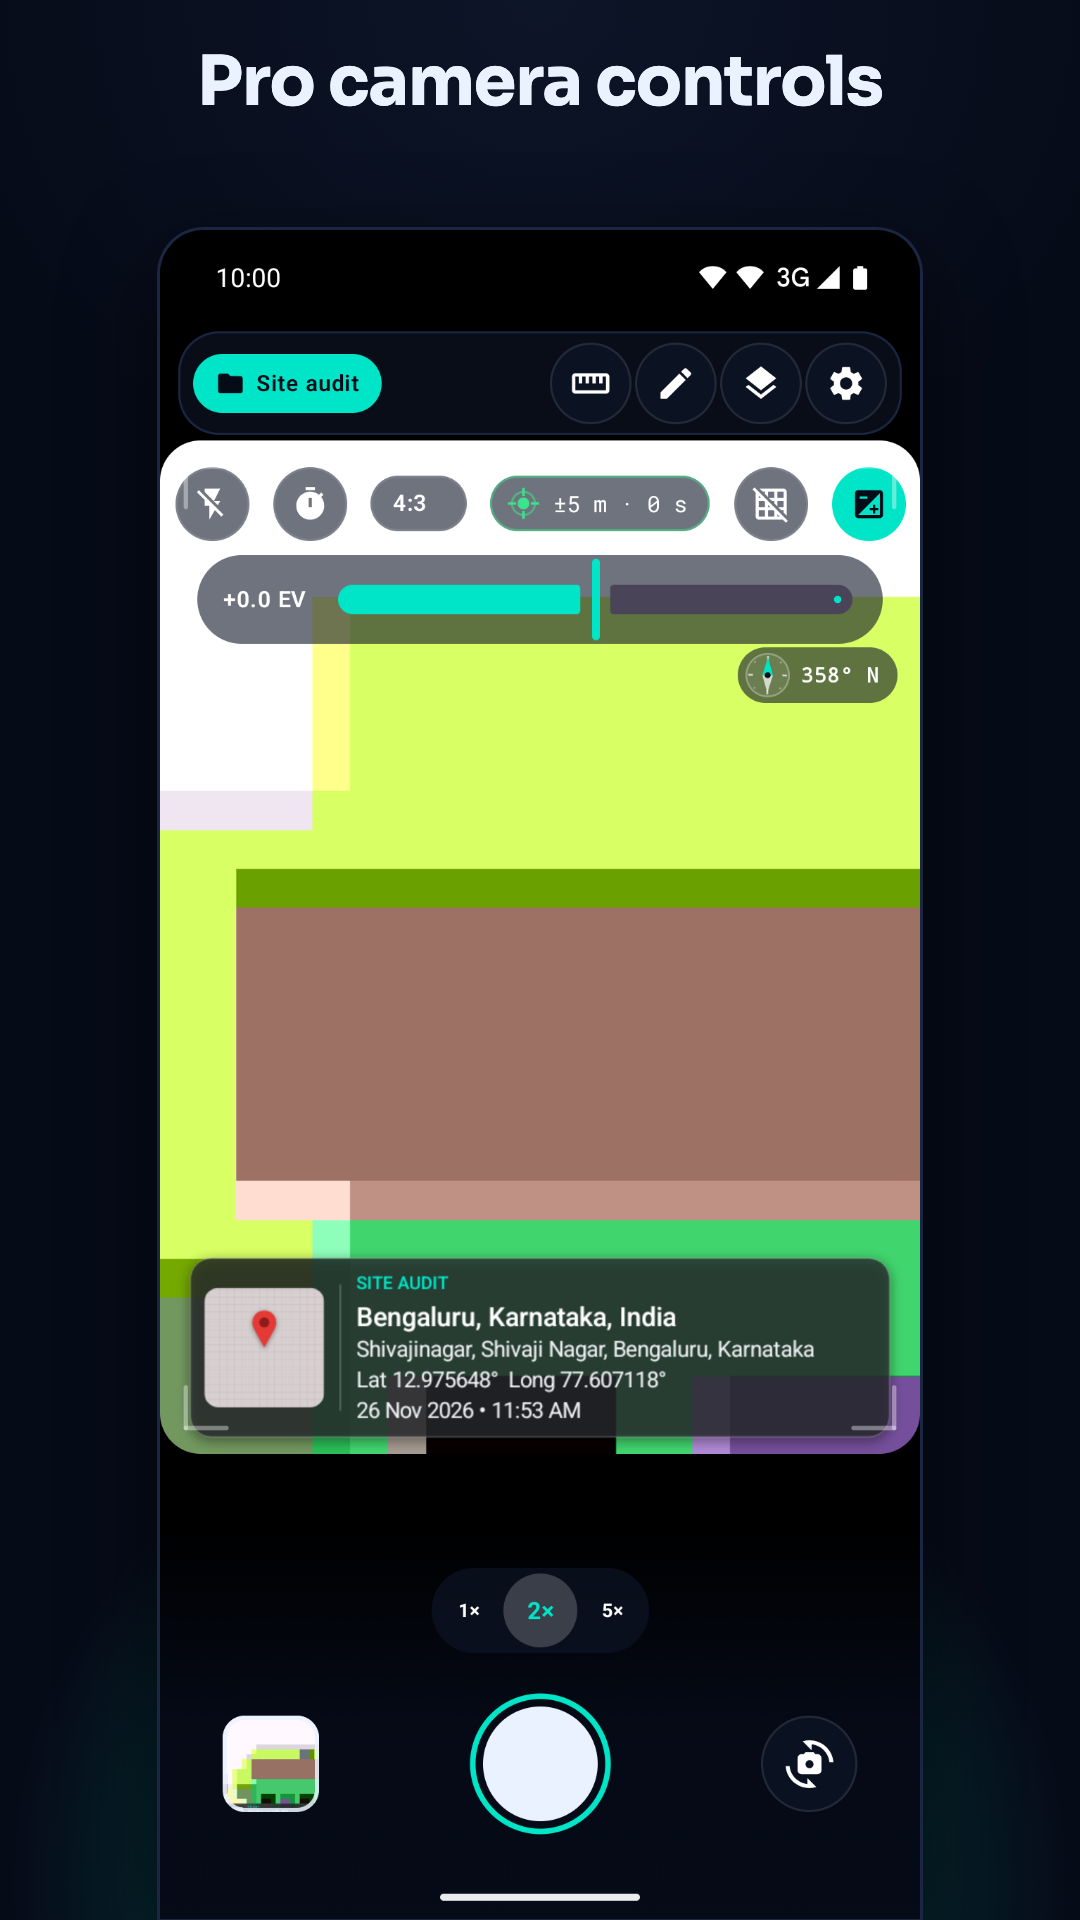 Pro camera controls
10:00
3G
Site audit
4:3
±5 m · 0 s
+0.0 EV
358° N
SITE AUDIT
Bengaluru, Karnataka, India
Shivajinagar, Shivaji Nagar, Bengaluru, Karnataka
Lat 12.975648° Long 77.607118°
26 Nov 2026 • 11:53 AM
1×
2×
5×